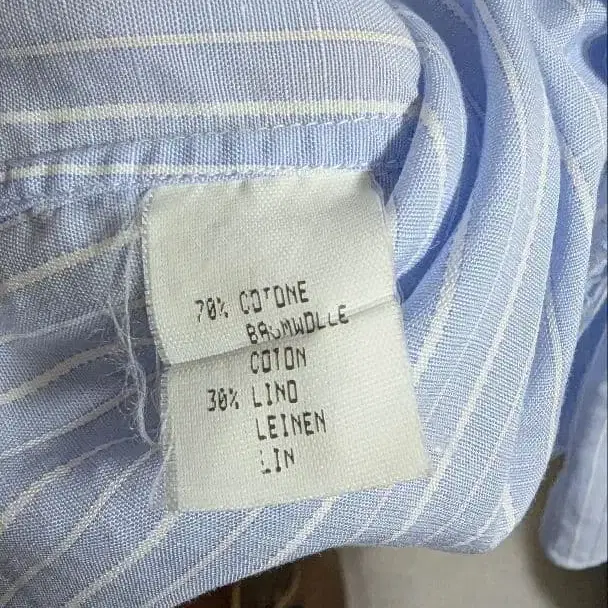 70% COTONE
BAUMWOLLE
COTON
30% LINO
LEINEN
LIN